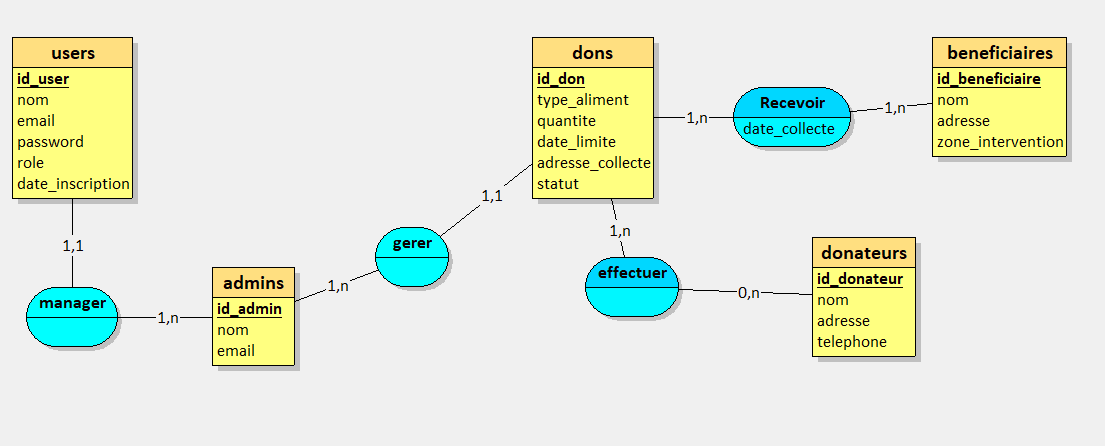 users
id_user
nom
email
password
role
date_inscription
1,1
manager
1,n
admins
id_admin
nom
email
1,n
gerer
1,1
dons
id_don
type_aliment
quantite
date_limite
adresse_collecte
statut
1,n
Recevoir
date_collecte
1,n
beneficiaires
id_beneficiaire
nom
adresse
zone_intervention
1,n
effectuer
0,n
donateurs
id_donateur
nom
adresse
telephone